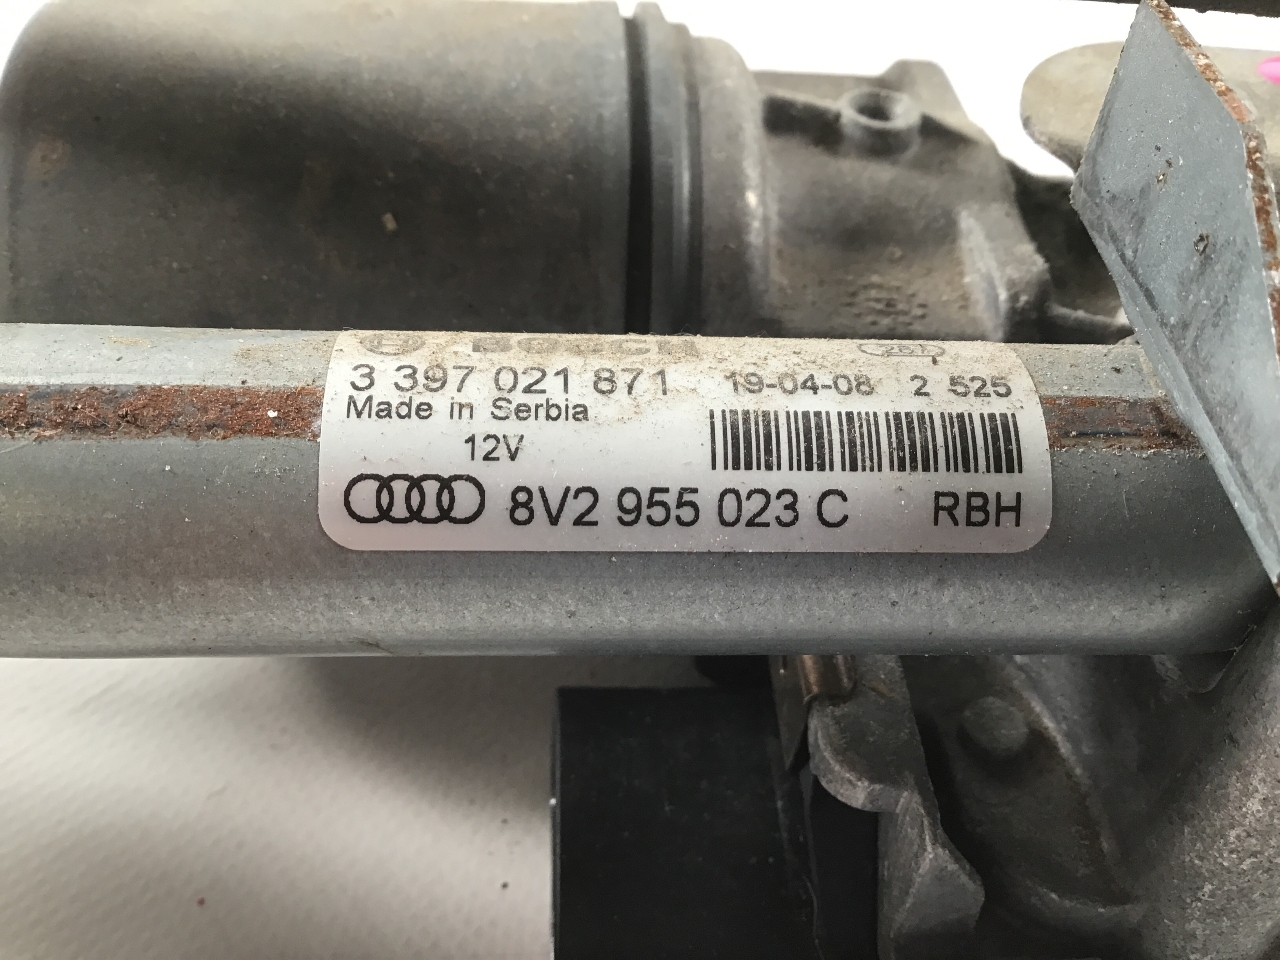 BOSCH
3 397 021 871 19-04-08 2 525
Made in Serbia
12V
8V2 955 023 C RBH